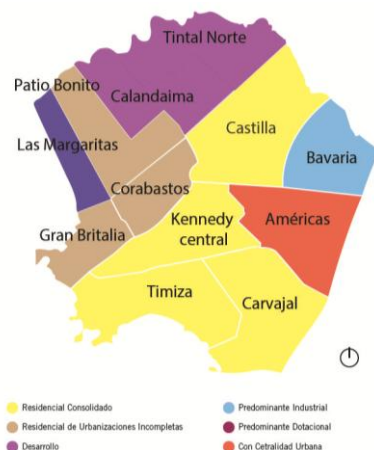 Tintal Norte
Patio Bonito
Calandaima
Las Margaritas
Castilla
Bavaria
Corabastos
Kennedy
central
Américas
Gran Britalia
Timiza
Carvajal
Residencial Consolidado
Residencial de Urbanizaciones Incompletas
Desarrollo
Predominante Industrial
Predominante Dotacional
Con Cetralidad Urbana